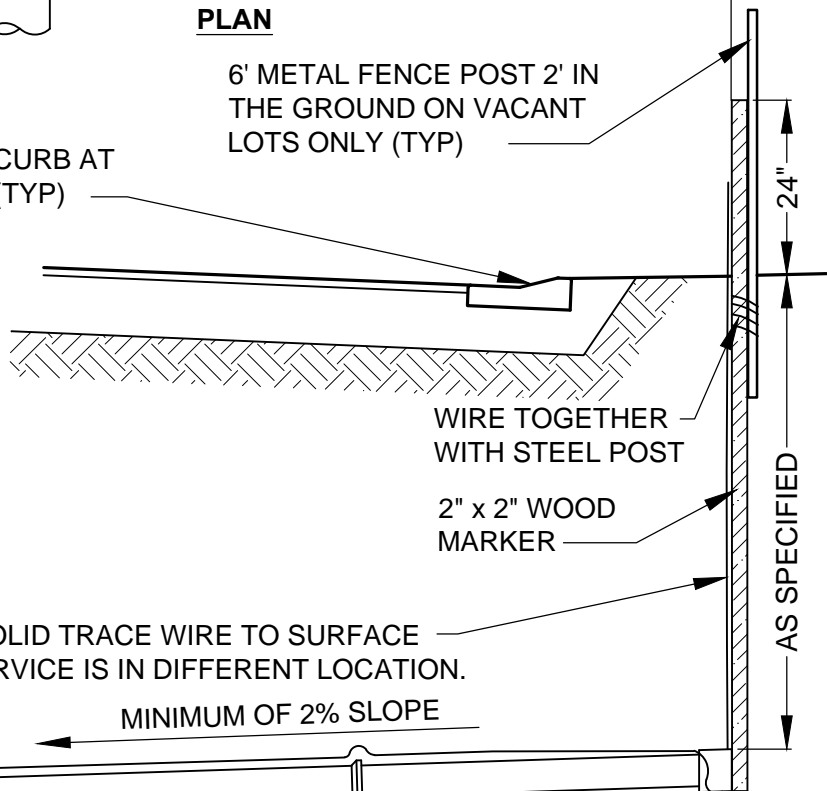 PLAN
6' METAL FENCE POST 2' IN
THE GROUND ON VACANT
LOTS ONLY (TYP)
CURB AT
(TYP)
24"
WIRE TOGETHER
WITH STEEL POST
2" x 2" WOOD
MARKER
AS SPECIFIED
OLID TRACE WIRE TO SURFACE
RVICE IS IN DIFFERENT LOCATION.
MINIMUM OF 2% SLOPE